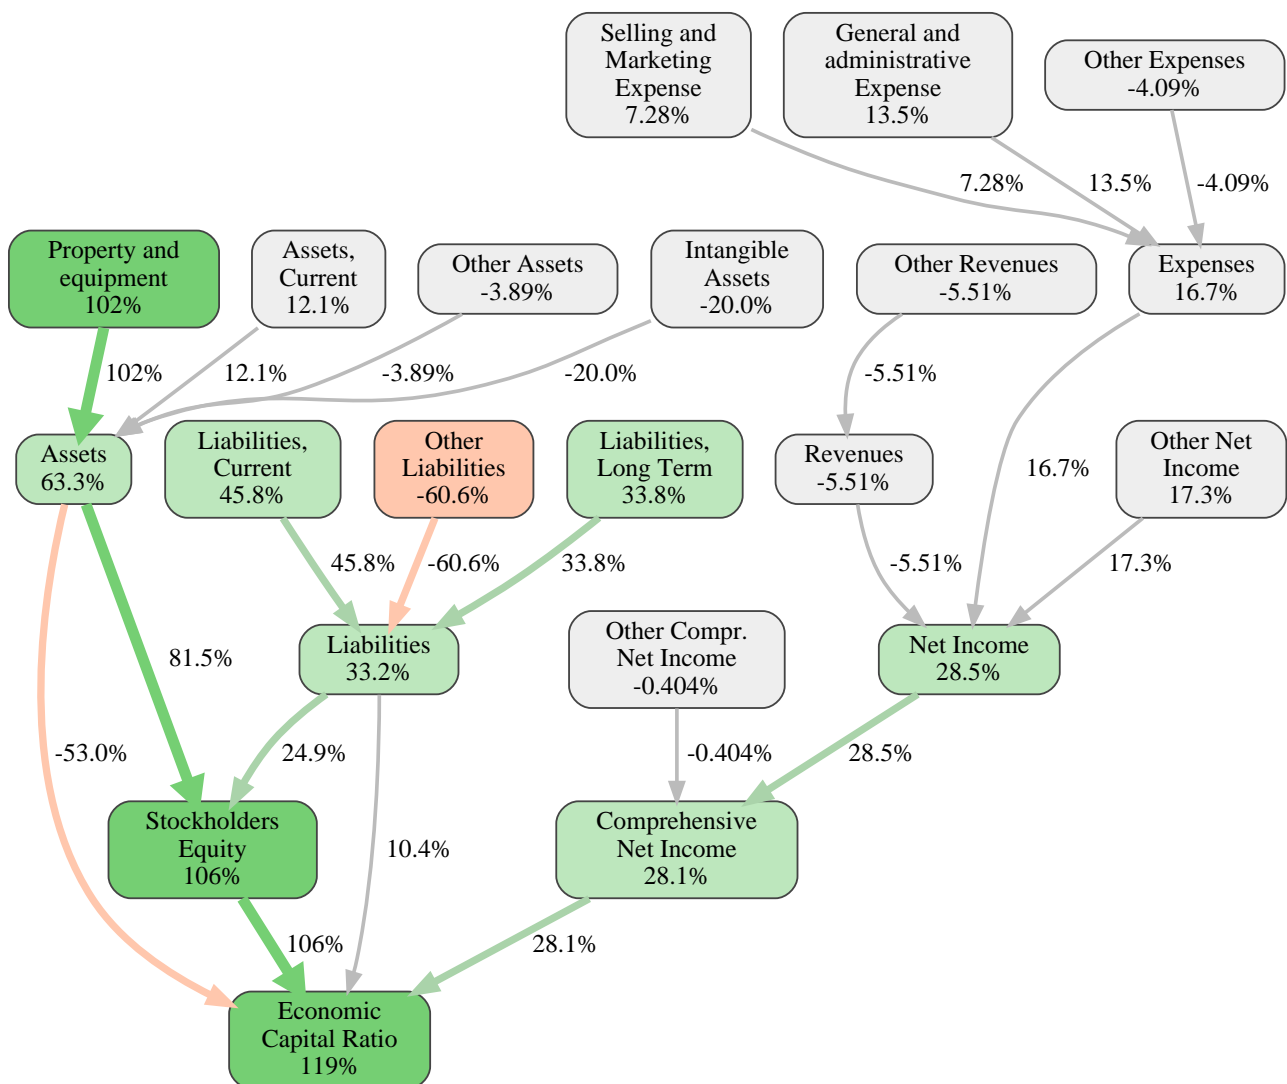 Selling and
Marketing
Expense
7.28%
General and
administrative
Expense
13.5%
Other Expenses
-4.09%
7.28%
13.5%
-4.09%
Property and
equipment
102%
Assets,
Current
12.1%
Other Assets
-3.89%
Intangible
Assets
-20.0%
Other Revenues
-5.51%
Expenses
16.7%
102%
12.1%
-3.89%
-20.0%
-5.51%
Assets
63.3%
Liabilities,
Current
45.8%
Other
Liabilities
-60.6%
Liabilities,
Long Term
33.8%
Revenues
-5.51%
16.7%
Other Net
Income
17.3%
45.8%
-60.6%
33.8%
-5.51%
17.3%
81.5%
Liabilities
33.2%
Other Compr.
Net Income
-0.404%
Net Income
28.5%
-53.0%
24.9%
-0.404%
28.5%
Stockholders
Equity
106%
10.4%
Comprehensive
Net Income
28.1%
106%
28.1%
Economic
Capital Ratio
119%